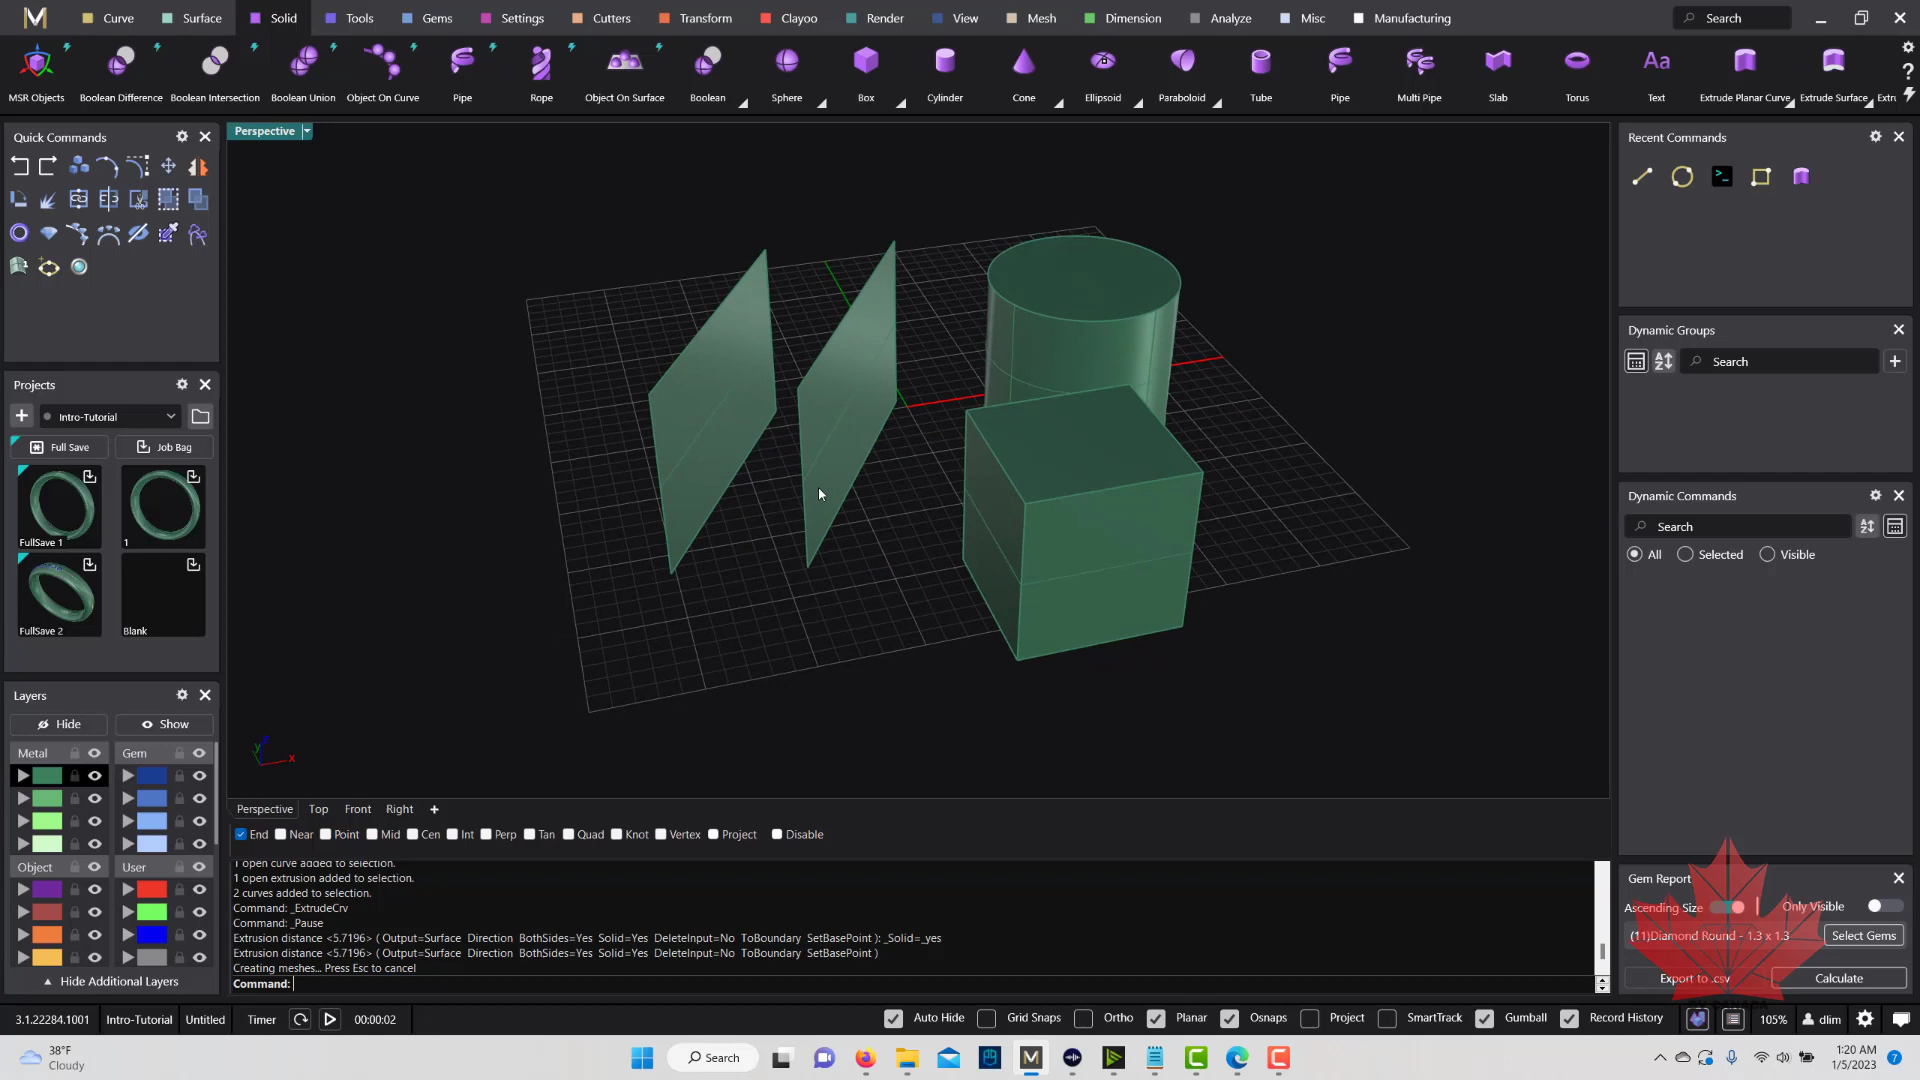 Curve Surface Solid Tools Gems Settings Cutters Transform Clayoo Render View Mesh Dimension Analyze Misc Manufacturing Search
MSR Objects Boolean Difference Boolean Intersection Boolean Union Object On Curve Pipe Rope Object On Surface Boolean Sphere Box Cylinder Cone Ellipsoid Paraboloid Tube Pipe Multi Pipe Slab Torus Text Extrude Planar Curve Extrude Surface Extru
Quick Commands
Perspective
Recent Commands
Dynamic Groups
Search
Projects
Intro-Tutorial
Full Save Job Bag
FullSave 1 1
FullSave 2 Blank
Dynamic Commands
Search
All Selected Visible
Layers
Hide Show
Metal Gem
Object User
Hide Additional Layers
y x
Perspective Top Front Right
End Near Point Mid Cen Int Perp Tan Quad Knot Vertex Project Disable
1 open curve added to selection.
1 open extrusion added to selection.
2 curves added to selection.
Command: _ExtrudeCrv
Command: _Pause
Extrusion distance <5.7196> ( Output=Surface Direction BothSides=Yes Solid=Yes DeleteInput=No ToBoundary SetBasePoint ): _Solid=_yes
Extrusion distance <5.7196> ( Output=Surface Direction BothSides=Yes Solid=Yes DeleteInput=No ToBoundary SetBasePoint )
Creating meshes... Press Esc to cancel
Command:
Gem Report
Ascending Size Only Visible
(11)Diamond Round - 1.3 x 1.3 Select Gems
Export to .csv Calculate
3.1.22284.1001 Intro-Tutorial Untitled Timer 00:00:02 Auto Hide Grid Snaps Ortho Planar Osnaps Project SmartTrack Gumball Record History 105% dlim
38°F
Cloudy
Search
1:20 AM
1/5/2023
7